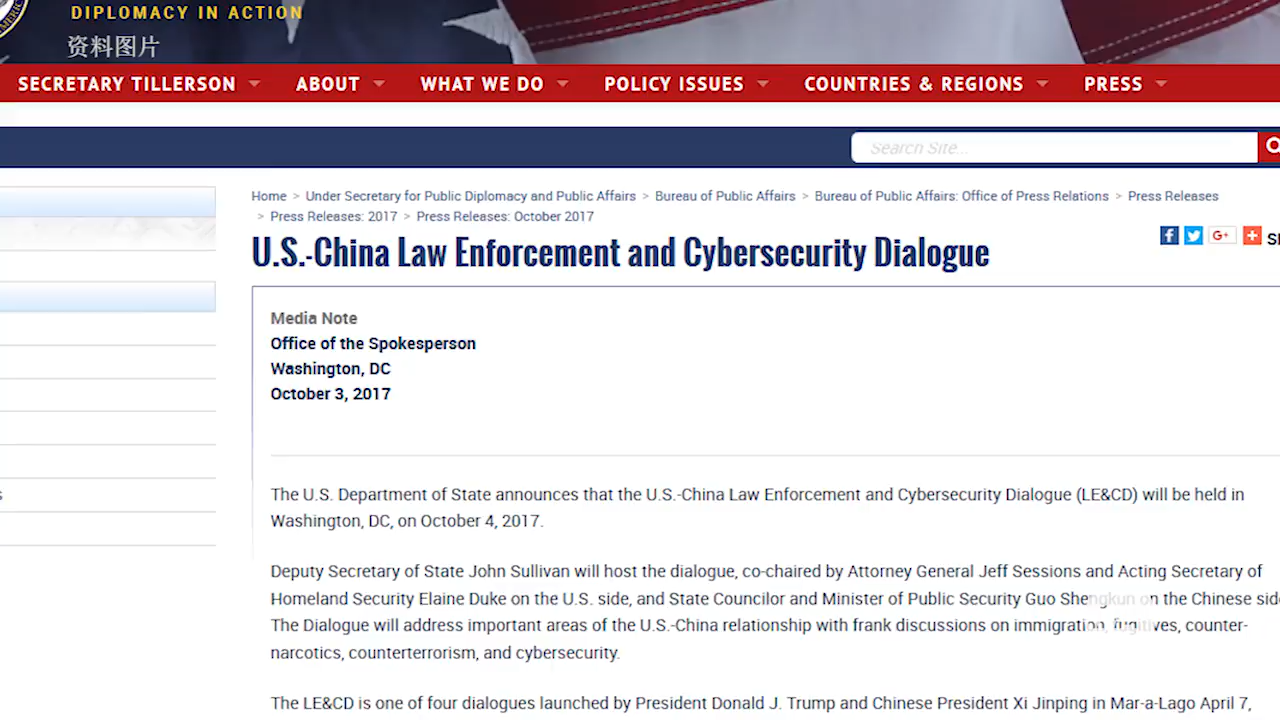 DIPLOMACY IN ACTION
资料图片
SECRETARY TILLERSON ABOUT WHAT WE DO POLICY ISSUES COUNTRIES & REGIONS PRESS
Search Site...
Home > Under Secretary for Public Diplomacy and Public Affairs > Bureau of Public Affairs > Bureau of Public Affairs: Office of Press Relations > Press Releases
> Press Releases: 2017 > Press Releases: October 2017
U.S.-China Law Enforcement and Cybersecurity Dialogue
Media Note
Office of the Spokesperson
Washington, DC
October 3, 2017
The U.S. Department of State announces that the U.S.-China Law Enforcement and Cybersecurity Dialogue (LE&CD) will be held in
Washington, DC, on October 4, 2017.
Deputy Secretary of State John Sullivan will host the dialogue, co-chaired by Attorney General Jeff Sessions and Acting Secretary of
Homeland Security Elaine Duke on the U.S. side, and State Councilor and Minister of Public Security Guo Shengkun on the Chinese side
The Dialogue will address important areas of the U.S.-China relationship with frank discussions on immigration, fugitives, counter-
narcotics, counterterrorism, and cybersecurity.
The LE&CD is one of four dialogues launched by President Donald J. Trump and Chinese President Xi Jinping in Mar-a-Lago April 7,